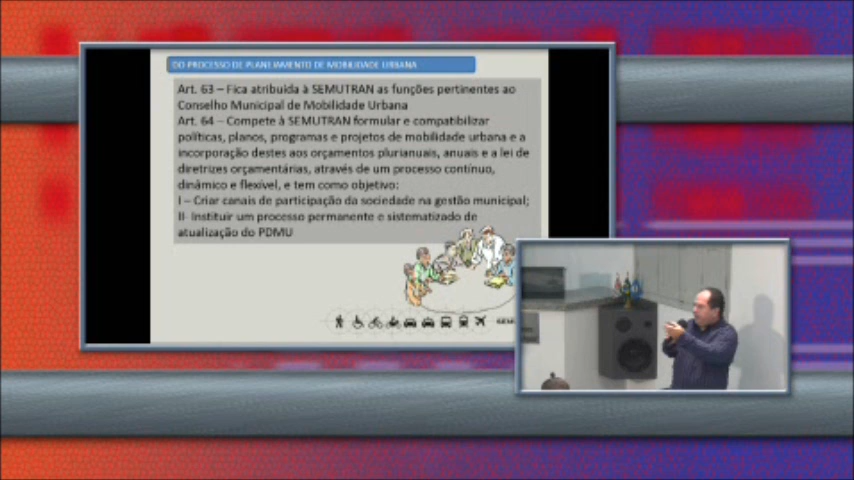 DO PROCESSO DE PLANEJAMENTO DE MOBILIDADE URBANA
Art. 63 – Fica atribuída à SEMUTRAN as funções pertinentes ao
Conselho Municipal de Mobilidade Urbana
Art. 64 – Compete à SEMUTRAN formular e compatibilizar
políticas, planos, programas e projetos de mobilidade urbana e a
incorporação destes aos orçamentos plurianuais, anuais e a lei de
diretrizes orçamentárias, através de um processo contínuo,
dinâmico e flexível, e tem como objetivo:
I – Criar canais de participação da sociedade na gestão municipal;
II- Instituir um processo permanente e sistematizado de
atualização do PDMU